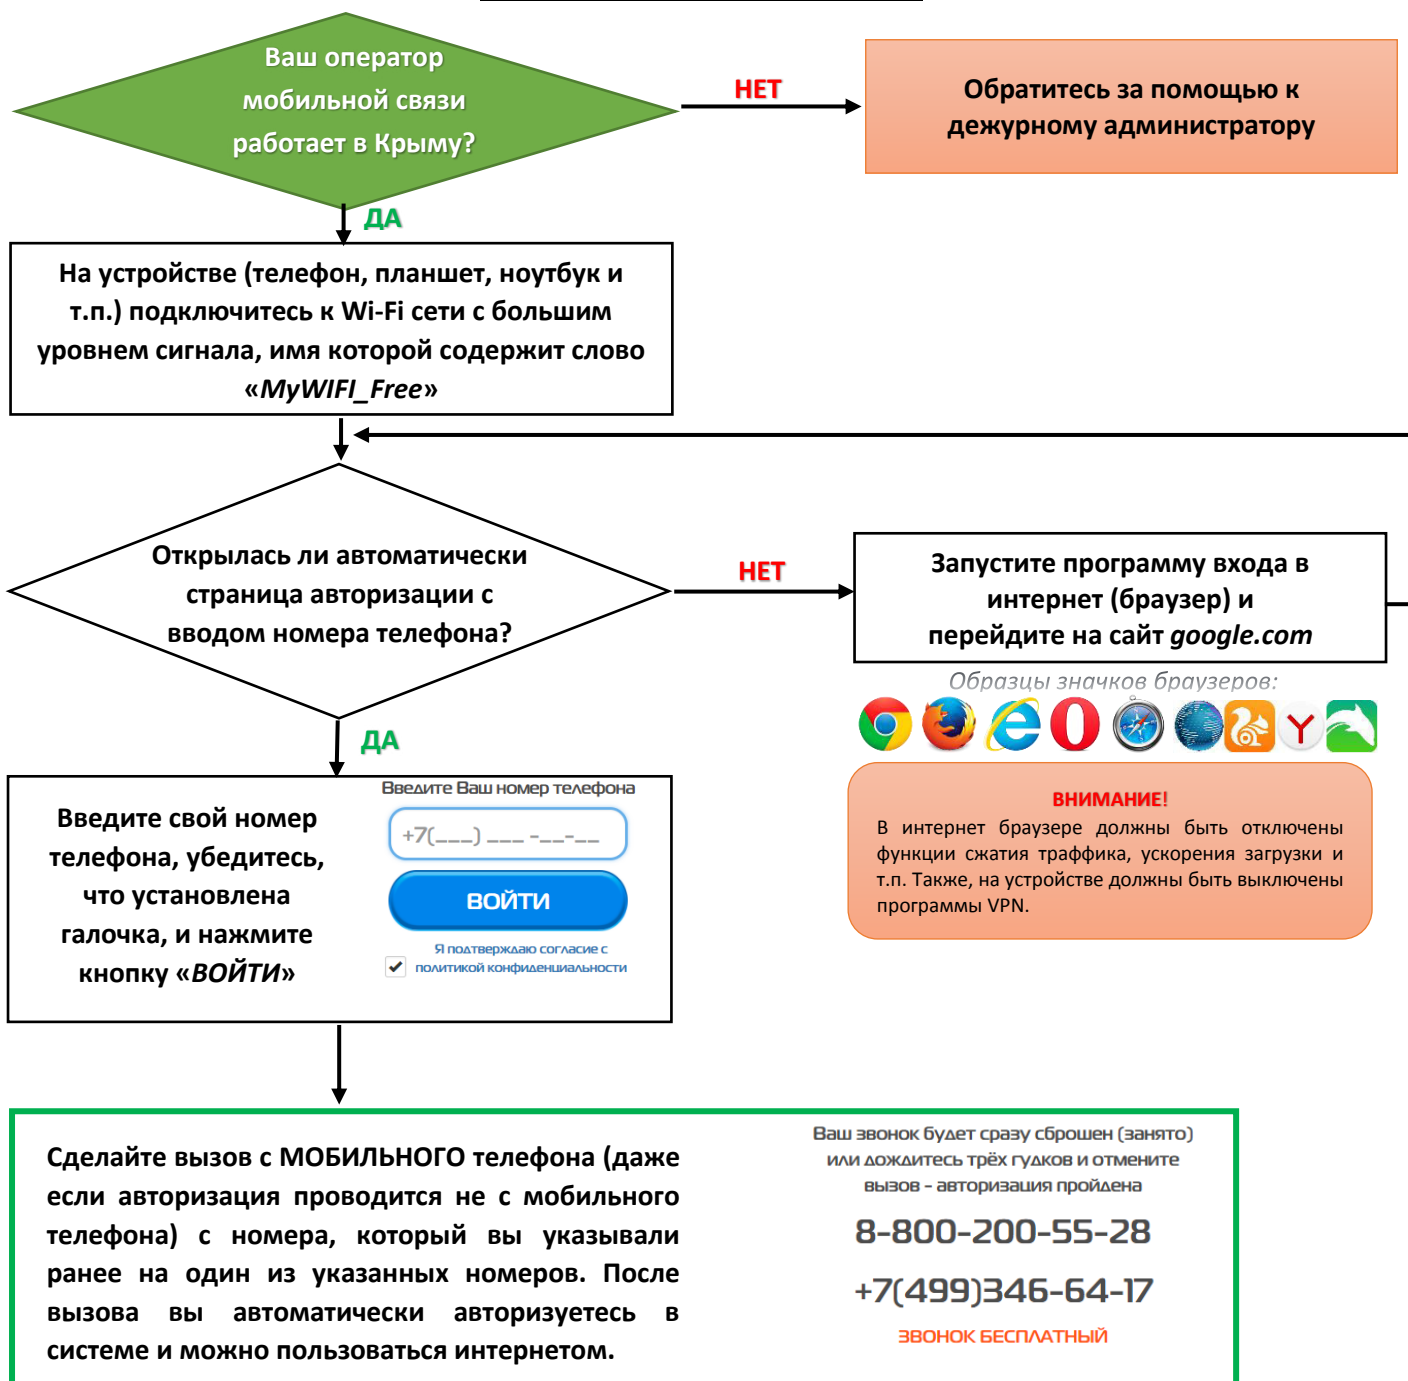 Ваш оператор
мобильной связи
работает в Крыму?
НЕТ
Обратитесь за помощью к
дежурному администратору
ДА
На устройстве (телефон, планшет, ноутбук и
т.п.) подключитесь к Wi-Fi сети с большим
уровнем сигнала, имя которой содержит слово
«MyWIFI_Free»
Открылась ли автоматически
страница авторизации с
вводом номера телефона?
НЕТ
Запустите программу входа в
интернет (браузер) и
перейдите на сайт google.com
Образцы значков браузеров:
ДА
ВНИМАНИЕ!
В интернет браузере должны быть отключены
функции сжатия траффика, ускорения загрузки и
т.п. Также, на устройстве должны быть выключены
программы VPN.
Введите свой номер
телефона, убедитесь,
что установлена
галочка, и нажмите
кнопку «ВОЙТИ»
Введите Ваш номер телефона
+7(___) ___ -__-__
ВОЙТИ
Я подтверждаю согласие с
политикой конфиденциальности
Сделайте вызов с МОБИЛЬНОГО телефона (даже
если авторизация проводится не с мобильного
телефона) с номера, который вы указывали
ранее на один из указанных номеров. После
вызова вы автоматически авторизуетесь в
системе и можно пользоваться интернетом.
Ваш звонок будет сразу сброшен (занято)
или дождитесь трёх гудков и отмените
вызов - авторизация пройдена
8-800-200-55-28
+7(499)346-64-17
ЗВОНОК БЕСПЛАТНЫЙ